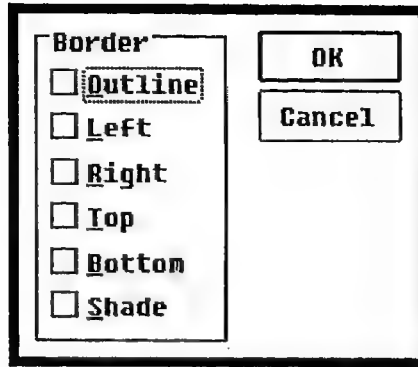 Border
Outline
Left
Right
Top
Bottom
Shade
OK
Cancel